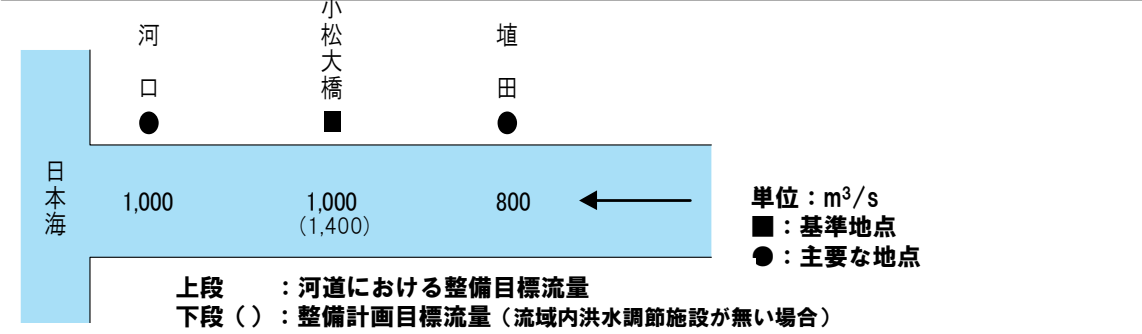 河口
小松大橋
埴田
日本海
1,000
1,000
(1,400)
800
単位：m³/s
■：基準地点
●：主要な地点
上段　　：河道における整備目標流量
下段（）：整備計画目標流量（流域内洪水調節施設が無い場合）